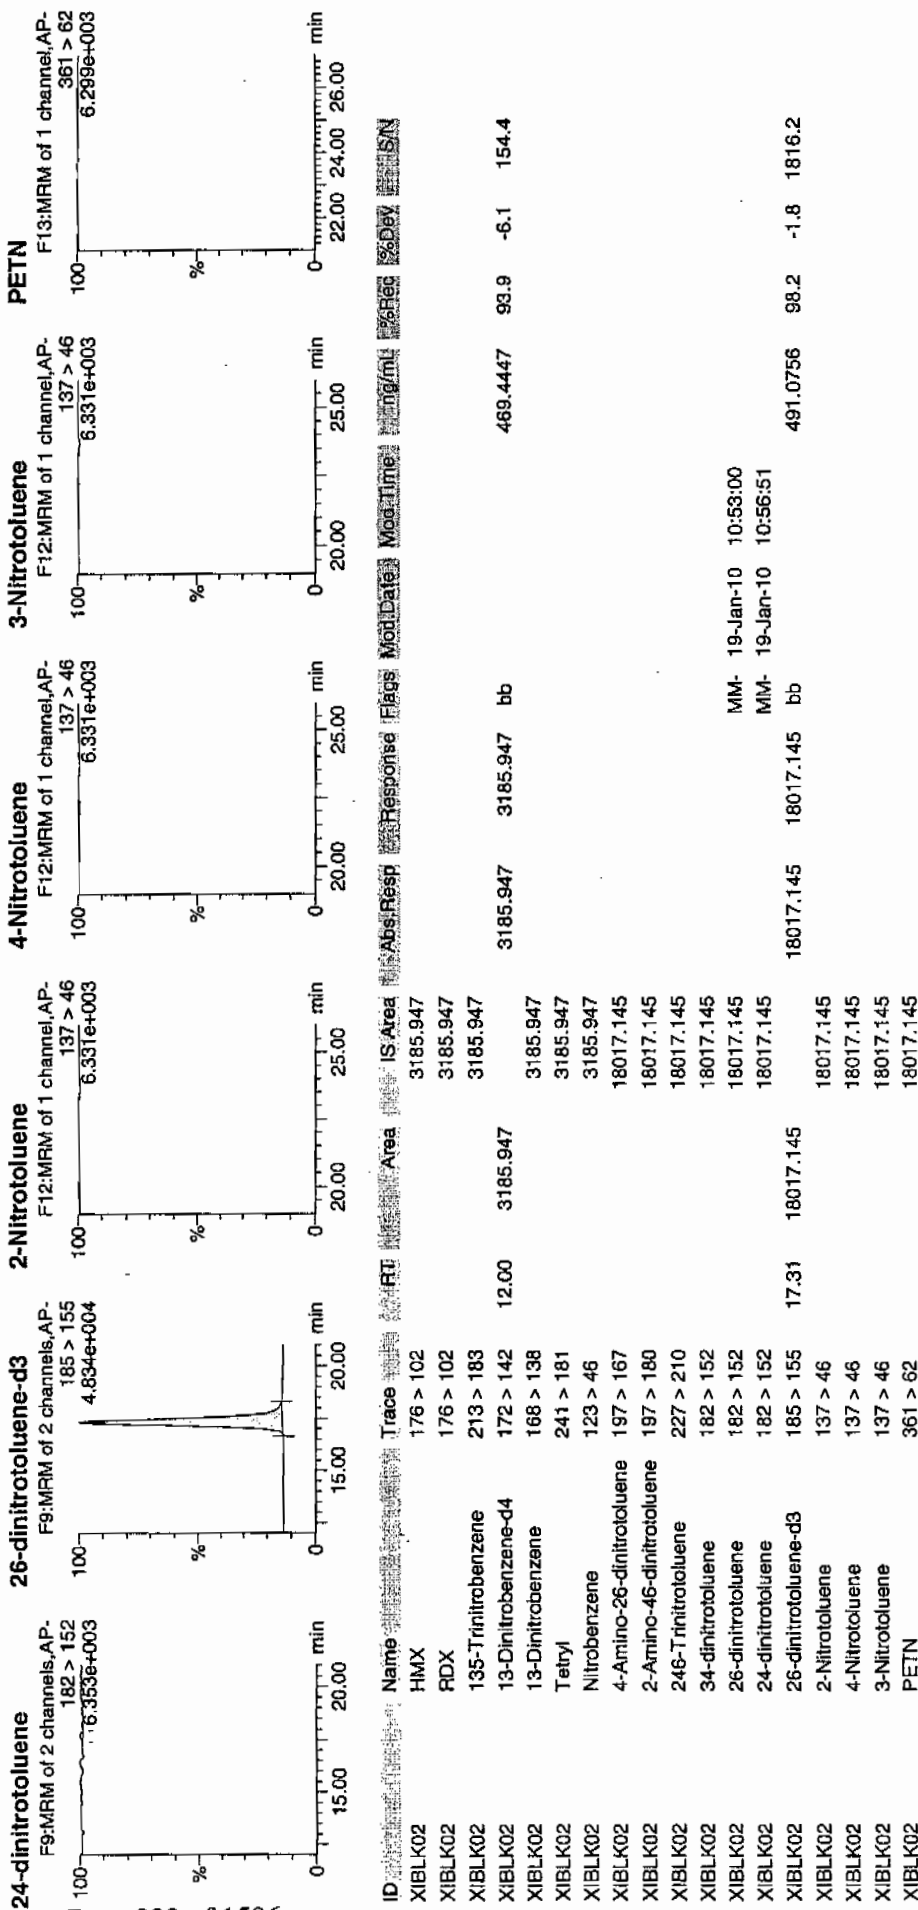 24-dinitrotoluene
F9:MRM of 2 channels,AP-
182 > 152
6.353e+003
100
%
0
15.00 20.00 min
26-dinitrotoluene-d3
F9:MRM of 2 channels,AP-
185 > 155
4.834e+004
100
%
0
15.00 20.00 min
2-Nitrotoluene
F12:MRM of 1 channel,AP-
137 > 46
6.331e+003
100
%
0
20.00 25.00 min
4-Nitrotoluene
F12:MRM of 1 channel,AP-
137 > 46
6.331e+003
100
%
0
20.00 25.00 min
3-Nitrotoluene
F12:MRM of 1 channel,AP-
137 > 46
6.331e+003
100
%
0
20.00 25.00 min
PETN
F13:MRM of 1 channel,AP-
361 > 62
6.299e+003
100
%
0
22.00 24.00 26.00 min
ID Name Trace RT Area IS Area Abs.Resp Response Flags Mod.Date Mod.Time ng/mL %Rec %Dev S/N
XIBLK02 HMX 176 > 102 3185.947
XIBLK02 RDX 176 > 102 3185.947
XIBLK02 135-Trinitrobenzene 213 > 183 3185.947
XIBLK02 13-Dinitrobenzene-d4 172 > 142 12.00 3185.947 3185.947 3185.947 bb 469.4447 93.9 -6.1 154.4
XIBLK02 13-Dinitrobenzene 168 > 138 3185.947
XIBLK02 Tetryl 241 > 181 3185.947
XIBLK02 Nitrobenzene 123 > 46 3185.947
XIBLK02 4-Amino-26-dinitrotoluene 197 > 167 18017.145
XIBLK02 2-Amino-46-dinitrotoluene 197 > 180 18017.145
XIBLK02 246-Trinitrotoluene 227 > 210 18017.145
XIBLK02 34-dinitrotoluene 182 > 152 18017.145
XIBLK02 26-dinitrotoluene 182 > 152 18017.145 MM- 19-Jan-10 10:53:00
XIBLK02 24-dinitrotoluene 182 > 152 18017.145 MM- 19-Jan-10 10:56:51
XIBLK02 26-dinitrotoluene-d3 185 > 155 17.31 18017.145 18017.145 18017.145 bb 491.0756 98.2 -1.8 1816.2
XIBLK02 2-Nitrotoluene 137 > 46 18017.145
XIBLK02 4-Nitrotoluene 137 > 46 18017.145
XIBLK02 3-Nitrotoluene 137 > 46 18017.145
XIBLK02 PETN 361 > 62 18017.145